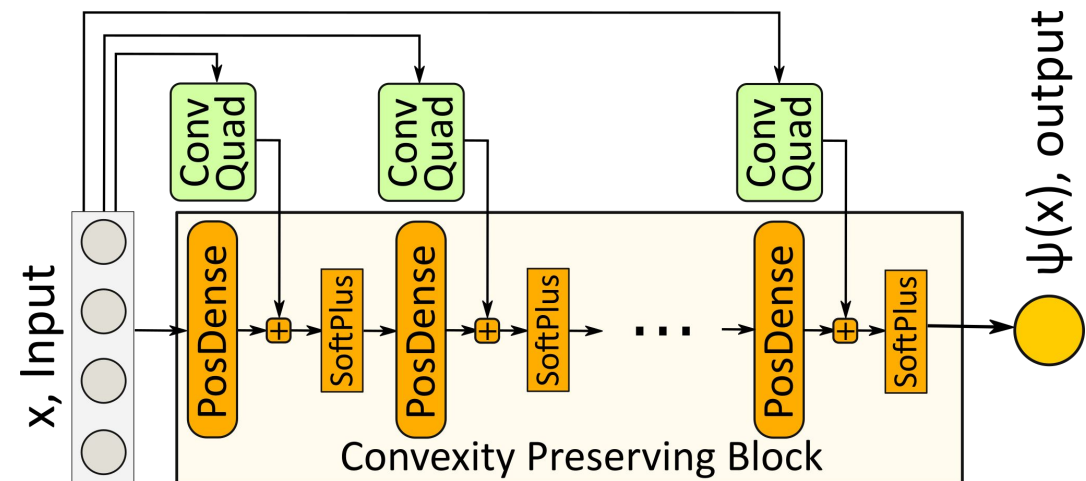 x, Input
Conv
Quad
Conv
Quad
Conv
Quad
PosDense
+
SoftPlus
PosDense
+
SoftPlus
...
PosDense
+
SoftPlus
Convexity Preserving Block
ψ(x), output